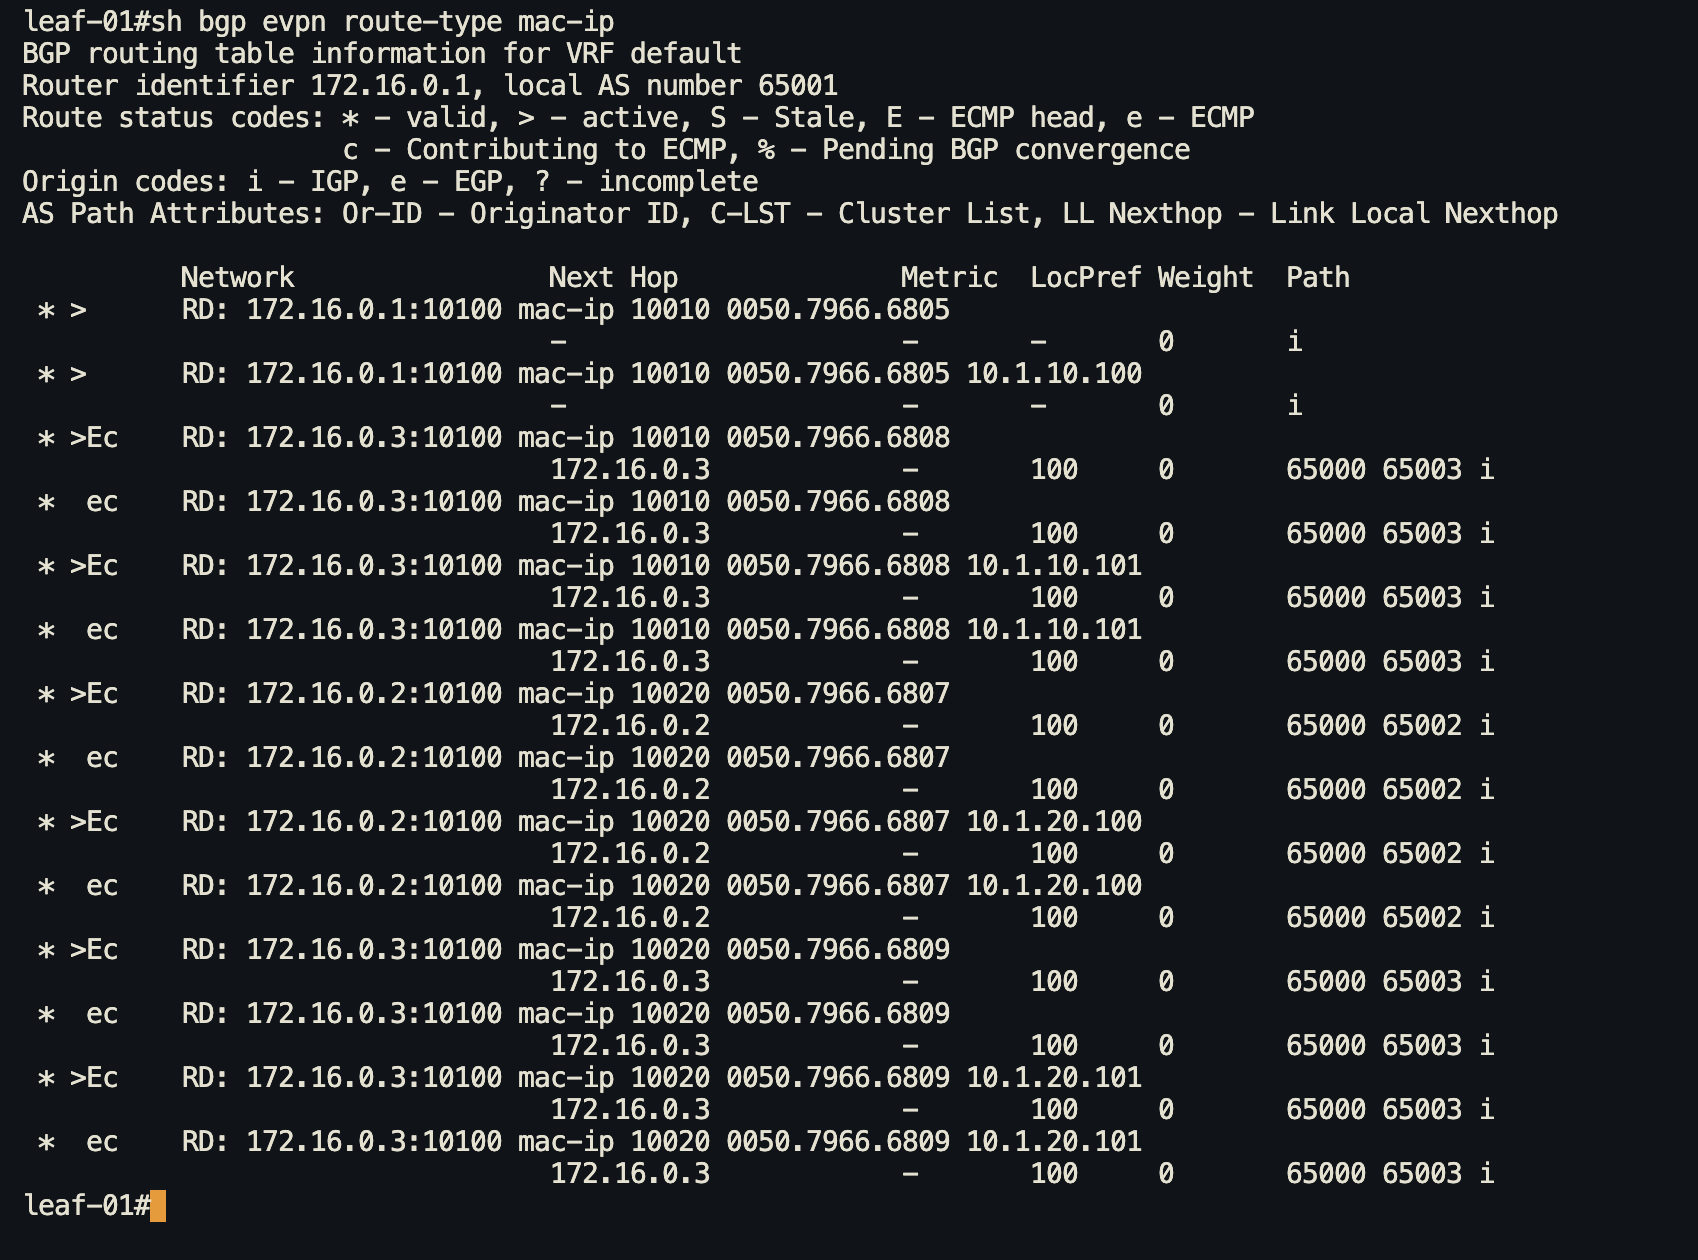 leaf-01#sh bgp evpn route-type mac-ip
BGP routing table information for VRF default
Router identifier 172.16.0.1, local AS number 65001
Route status codes: * - valid, > - active, S - Stale, E - ECMP head, e - ECMP
                    c - Contributing to ECMP, % - Pending BGP convergence
Origin codes: i - IGP, e - EGP, ? - incomplete
AS Path Attributes: Or-ID - Originator ID, C-LST - Cluster List, LL Nexthop - Link Local Nexthop

          Network                Next Hop              Metric  LocPref Weight  Path
 * >      RD: 172.16.0.1:10100 mac-ip 10010 0050.7966.6805
                                 -                     -       -       0       i
 * >      RD: 172.16.0.1:10100 mac-ip 10010 0050.7966.6805 10.1.10.100
                                 -                     -       -       0       i
 * >Ec    RD: 172.16.0.3:10100 mac-ip 10010 0050.7966.6808
                                 172.16.0.3            -       100     0       65000 65003 i
 *  ec    RD: 172.16.0.3:10100 mac-ip 10010 0050.7966.6808
                                 172.16.0.3            -       100     0       65000 65003 i
 * >Ec    RD: 172.16.0.3:10100 mac-ip 10010 0050.7966.6808 10.1.10.101
                                 172.16.0.3            -       100     0       65000 65003 i
 *  ec    RD: 172.16.0.3:10100 mac-ip 10010 0050.7966.6808 10.1.10.101
                                 172.16.0.3            -       100     0       65000 65003 i
 * >Ec    RD: 172.16.0.2:10100 mac-ip 10020 0050.7966.6807
                                 172.16.0.2            -       100     0       65000 65002 i
 *  ec    RD: 172.16.0.2:10100 mac-ip 10020 0050.7966.6807
                                 172.16.0.2            -       100     0       65000 65002 i
 * >Ec    RD: 172.16.0.2:10100 mac-ip 10020 0050.7966.6807 10.1.20.100
                                 172.16.0.2            -       100     0       65000 65002 i
 *  ec    RD: 172.16.0.2:10100 mac-ip 10020 0050.7966.6807 10.1.20.100
                                 172.16.0.2            -       100     0       65000 65002 i
 * >Ec    RD: 172.16.0.3:10100 mac-ip 10020 0050.7966.6809
                                 172.16.0.3            -       100     0       65000 65003 i
 *  ec    RD: 172.16.0.3:10100 mac-ip 10020 0050.7966.6809
                                 172.16.0.3            -       100     0       65000 65003 i
 * >Ec    RD: 172.16.0.3:10100 mac-ip 10020 0050.7966.6809 10.1.20.101
                                 172.16.0.3            -       100     0       65000 65003 i
 *  ec    RD: 172.16.0.3:10100 mac-ip 10020 0050.7966.6809 10.1.20.101
                                 172.16.0.3            -       100     0       65000 65003 i
leaf-01#